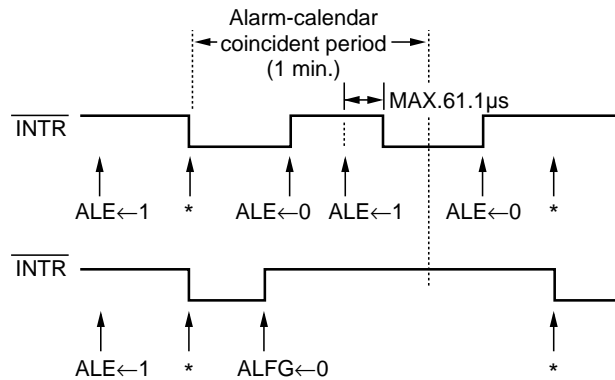 Alarm-calendar
coincident period
(1 min.)
MAX.61.1µs
INTR
ALE←1 * ALE←0 ALE←1 ALE←0 *
INTR
ALE←1 * ALFG←0 *